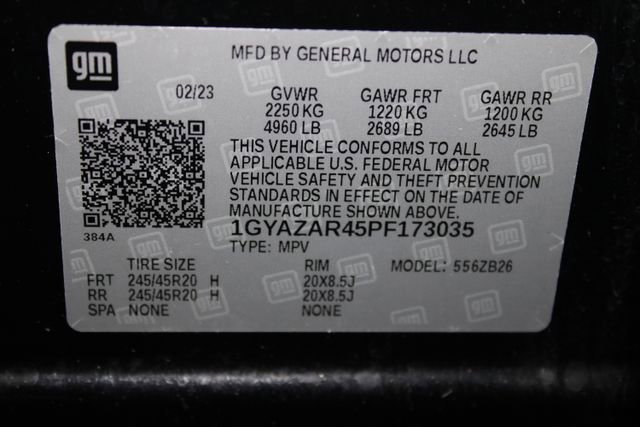 gm
MFD BY GENERAL MOTORS LLC
02/23 GVWR GAWR FRT GAWR RR
2250 KG 1220 KG 1200 KG
4960 LB 2689 LB 2645 LB
THIS VEHICLE CONFORMS TO ALL
APPLICABLE U.S. FEDERAL MOTOR
VEHICLE SAFETY AND THEFT PREVENTION
STANDARDS IN EFFECT ON THE DATE OF
MANUFACTURE SHOWN ABOVE.
384A
1GYAZAR45PF173035
TYPE: MPV
TIRE SIZE RIM MODEL: 556ZB26
FRT 245/45R20 H 20X8.5J
RR 245/45R20 H 20X8.5J
SPA NONE NONE